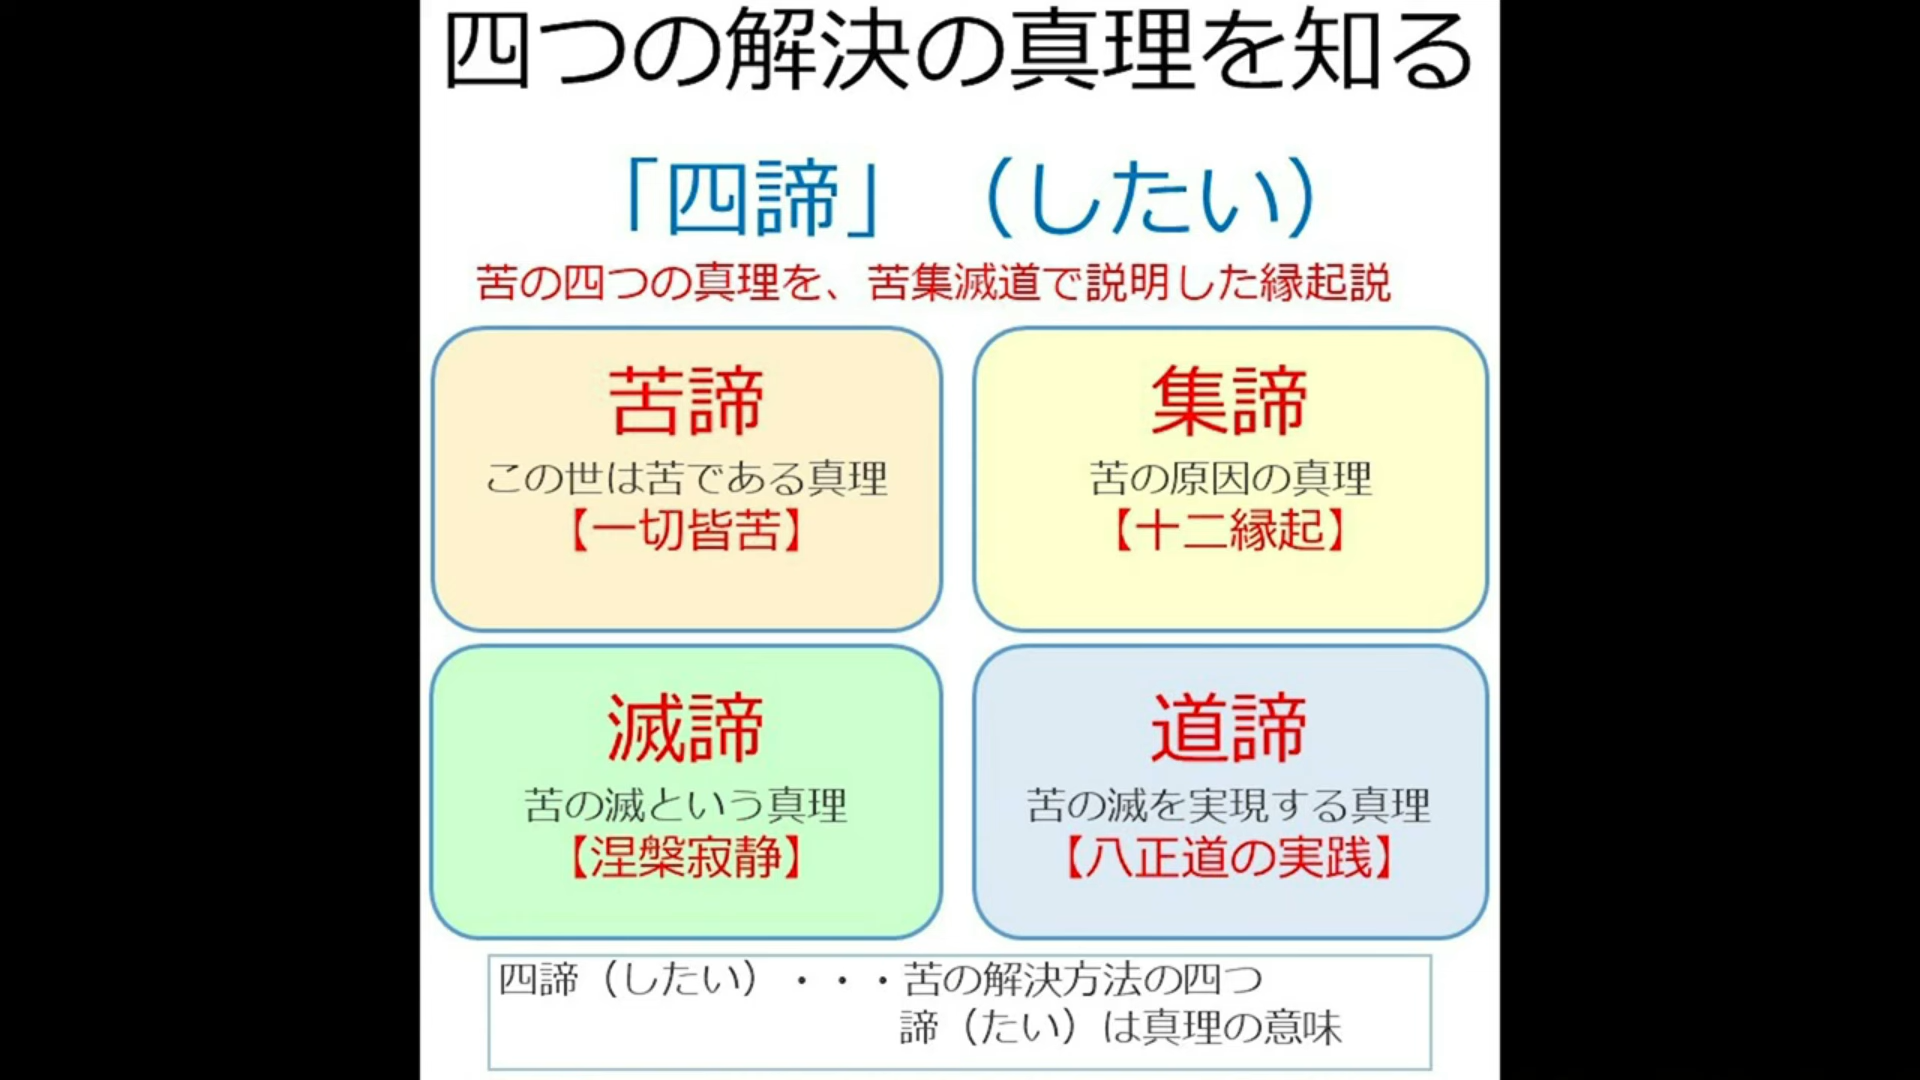 四つの解決の真理を知る
「四諦」（したい）
苦の四つの真理を、苦集滅道で説明した縁起説
苦諦
この世は苦である真理
【一切皆苦】
集諦
苦の原因の真理
【十二縁起】
滅諦
苦の滅という真理
【涅槃寂静】
道諦
苦の滅を実現する真理
【八正道の実践】
四諦（したい）・・・苦の解決方法の四つ
諦（たい）は真理の意味